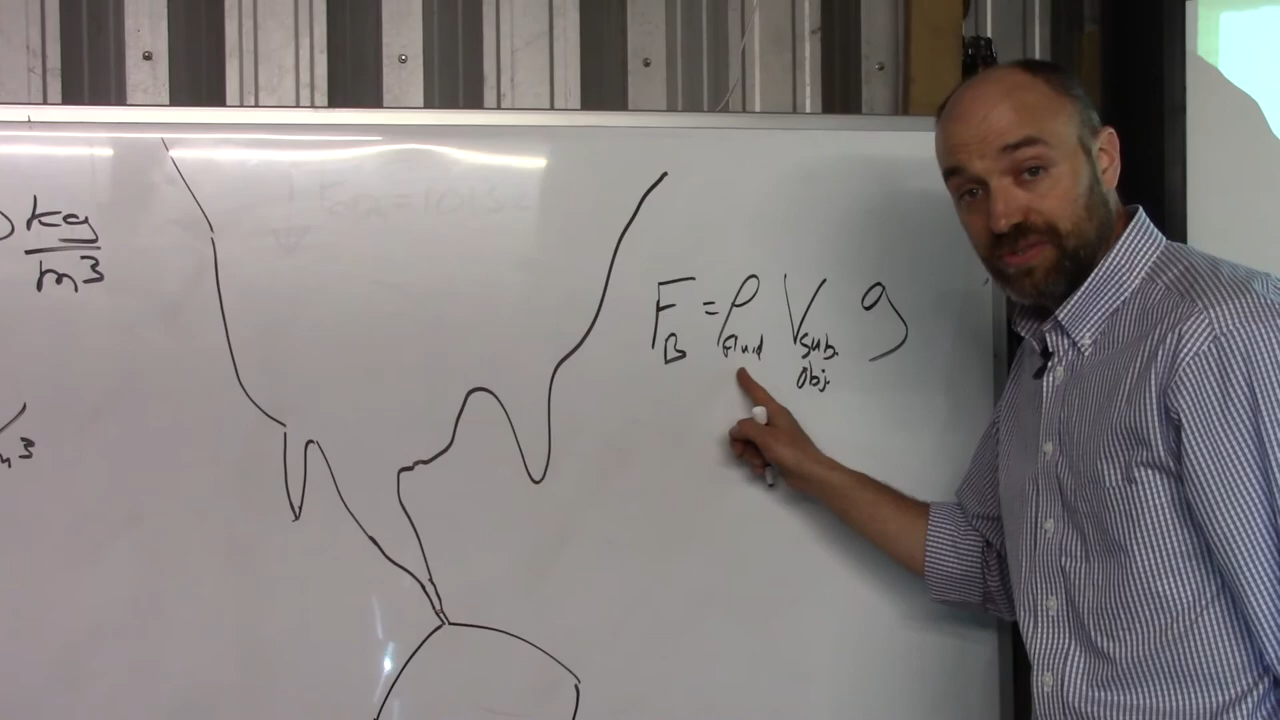 kg
m³
F_B = ρ_fluid V_sub. obj. g
m³